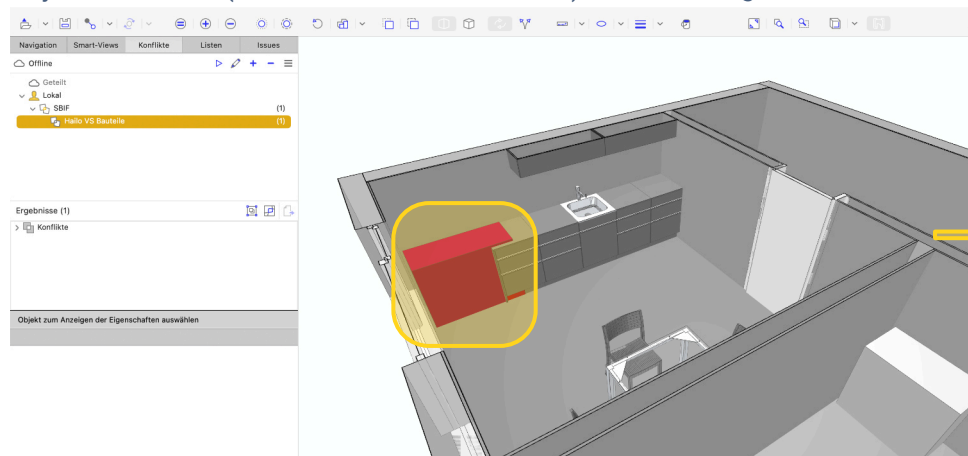 Navigation Smart-Views Konflikte Listen Issues
Offline
Geteilt
Lokal
SBIF (1)
Hallo VS Bauteile (1)
Ergebnisse (1)
Konflikte
Objekt zum Anzeigen der Eigenschaften auswählen